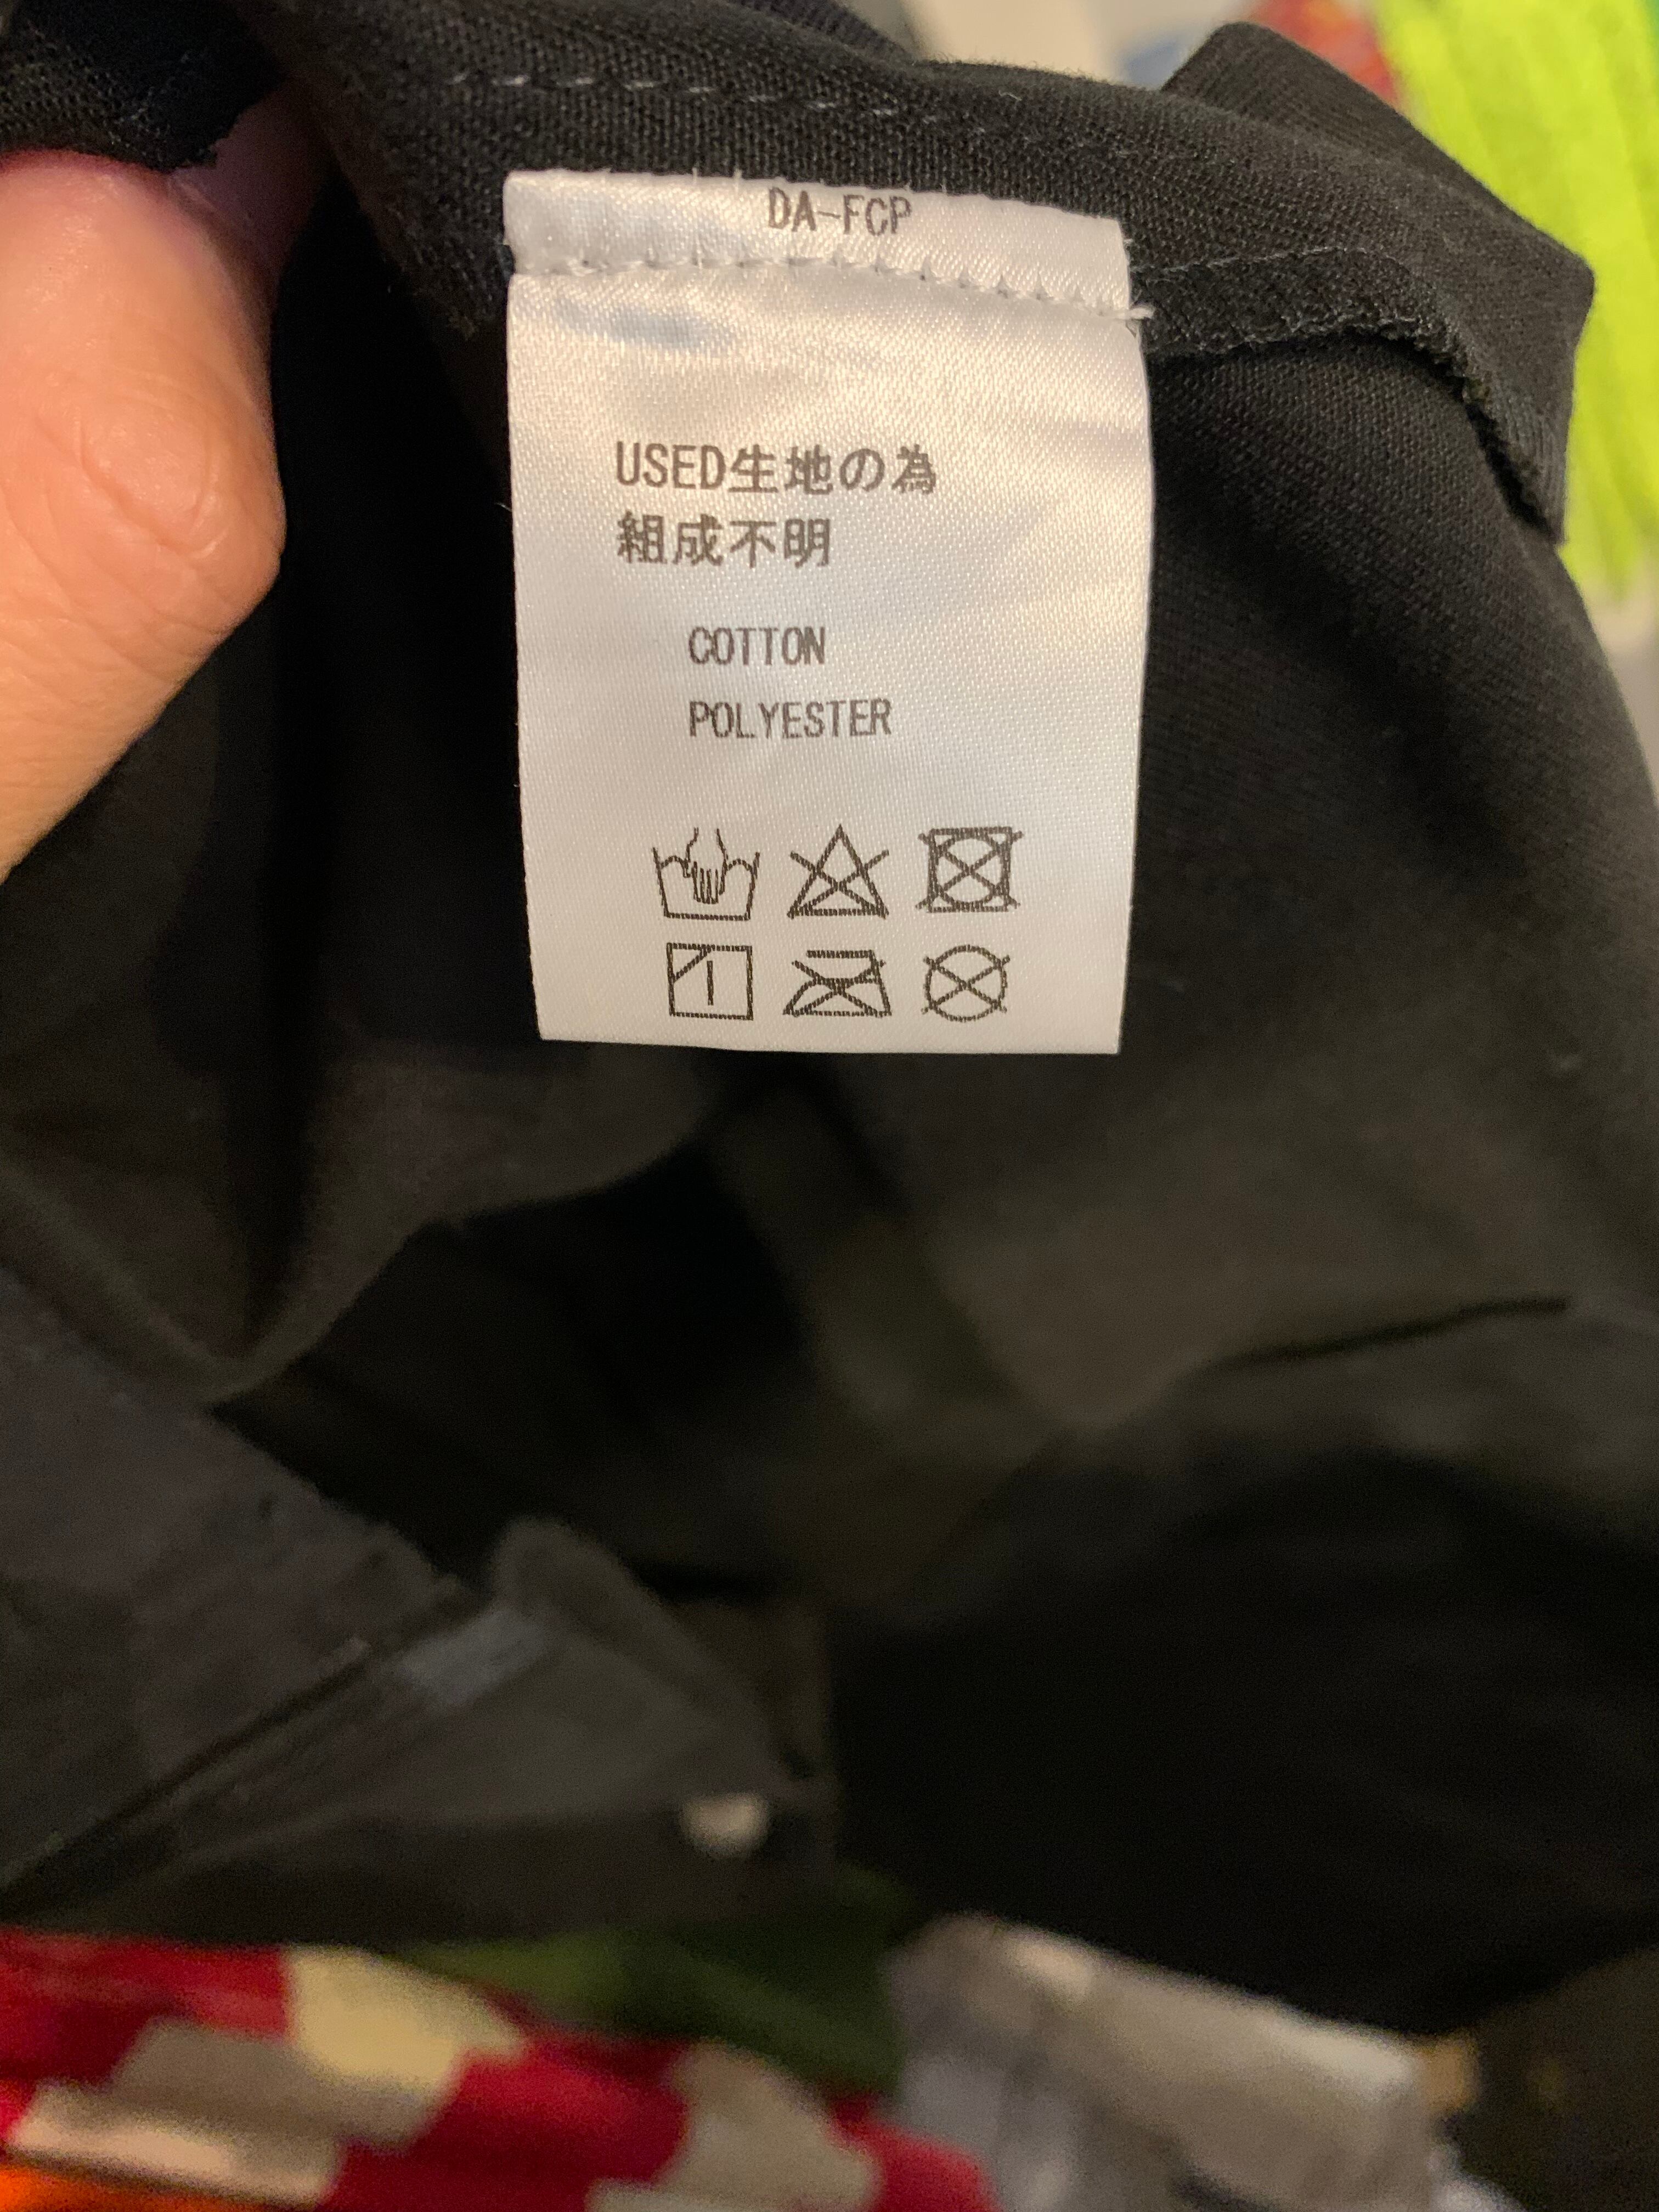 DA-FCP
USED生地の為
組成不明
COTTON
POLYESTER